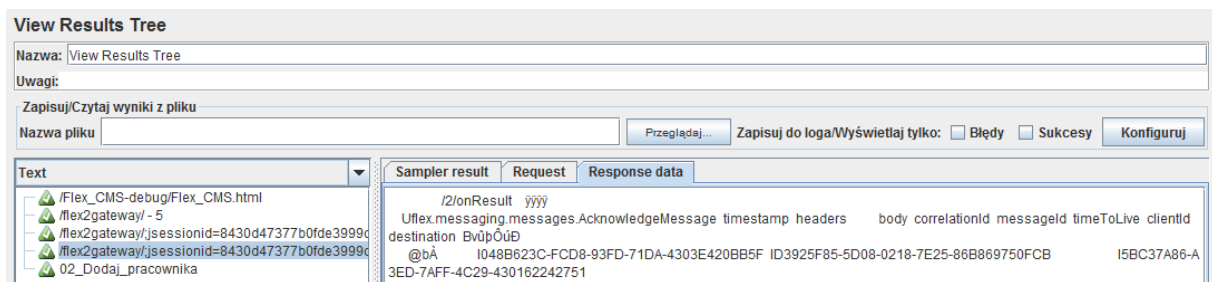 View Results Tree
Nazwa: View Results Tree
Uwagi:
Zapisuj/Czytaj wyniki z pliku
Nazwa pliku Przeglądaj... Zapisuj do loga/Wyświetlaj tylko: Błędy Sukcesy Konfiguruj
Text
/Flex_CMS-debug/Flex_CMS.html
/flex2gateway/ - 5
/flex2gateway/;jsessionid=8430d47377b0fde3999c
/flex2gateway/;jsessionid=8430d47377b0fde3999c
02_Dodaj_pracownika
Sampler result Request Response data
/2/onResult ÿÿÿÿ
Uflex.messaging.messages.AcknowledgeMessage timestamp headers body correlationId messageId timeToLive clientId
destination BvûþÔúÐ
@bÀ I048B623C-FCD8-93FD-71DA-4303E420BB5F ID3925F85-5D08-0218-7E25-86B869750FCB I5BC37A86-A
3ED-7AFF-4C29-430162242751